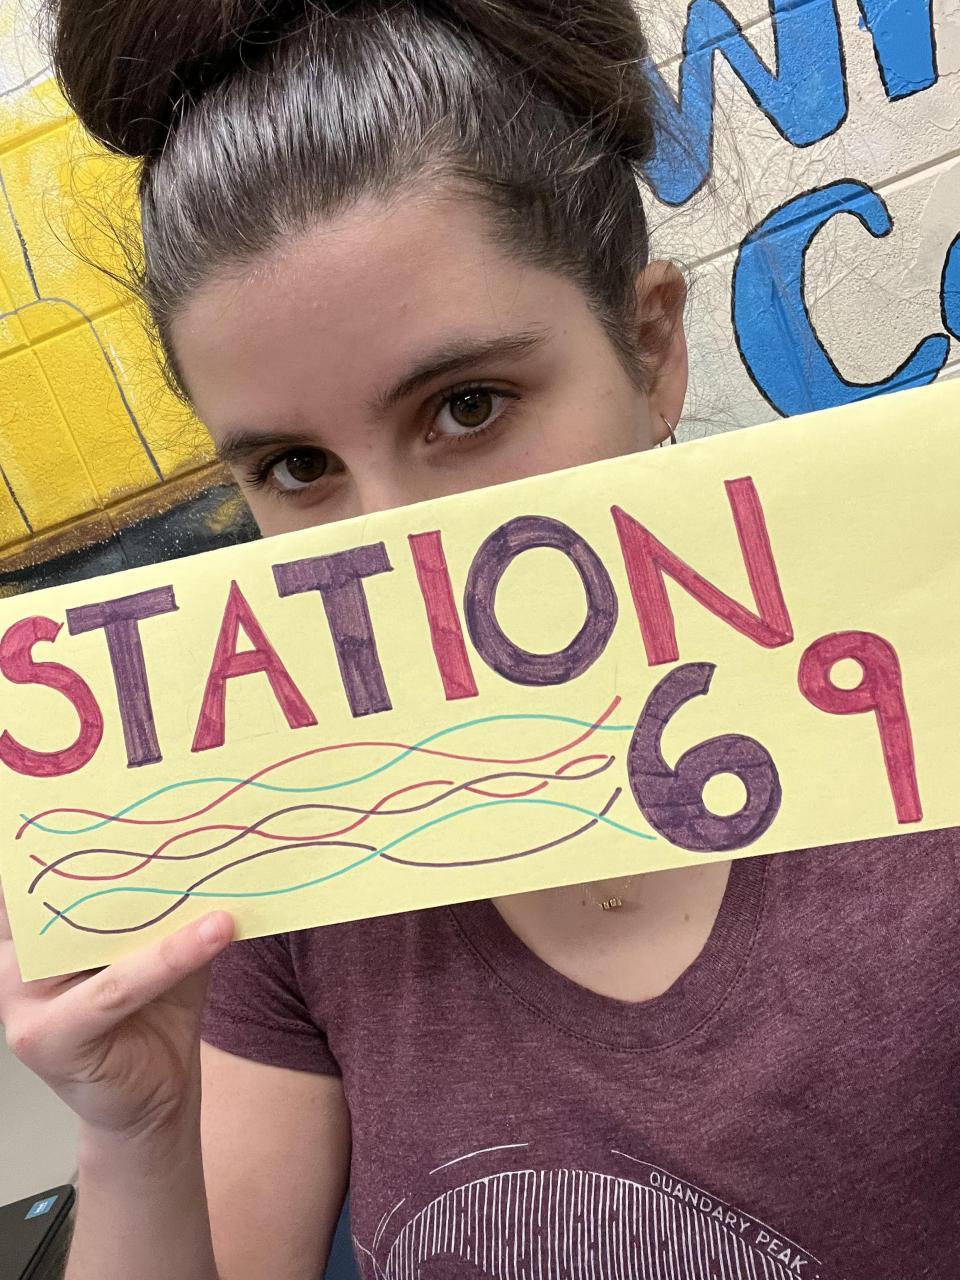 STATION
69
QUANDARY PEAK